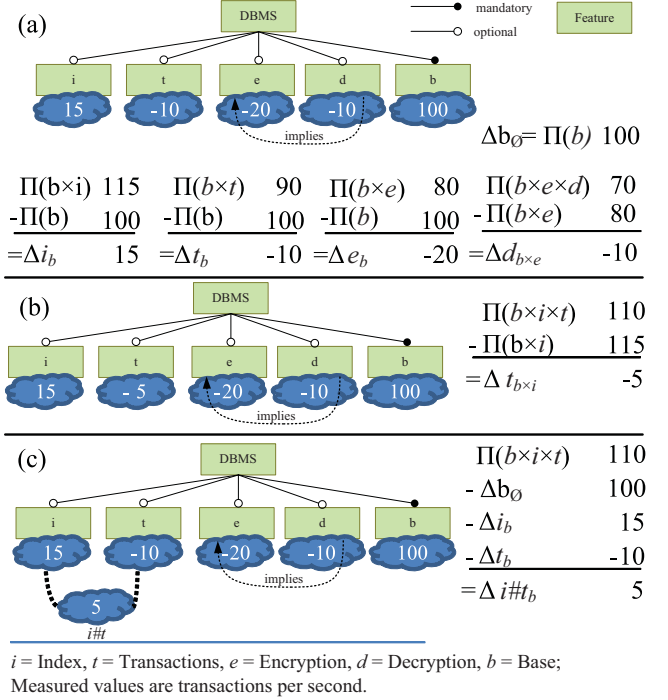 (a)
DBMS
mandatory
optional
Feature
i t e d b
15 -10 -20 -10 100
implies
Δb∅= Π(b) 100
Π(b×i) 115 Π(b×t) 90 Π(b×e) 80 Π(b×e×d) 70
-Π(b) 100 -Π(b) 100 -Π(b) 100 -Π(b×e) 80
=Δi_b 15 =Δt_b -10 =Δe_b -20 =Δd_{b×e} -10
(b)
DBMS
i t e d b
15 - 5 -20 -10 100
implies
Π(b×i×t) 110
- Π(b×i) 115
=Δ t_{b×i} -5
(c)
DBMS
i t e d b
15 -10 -20 -10 100
implies
5
i#t
Π(b×i×t) 110
- Δb∅ 100
- Δi_b 15
- Δt_b -10
=Δ i#t_b 5
i = Index, t = Transactions, e = Encryption, d = Decryption, b = Base;
Measured values are transactions per second.